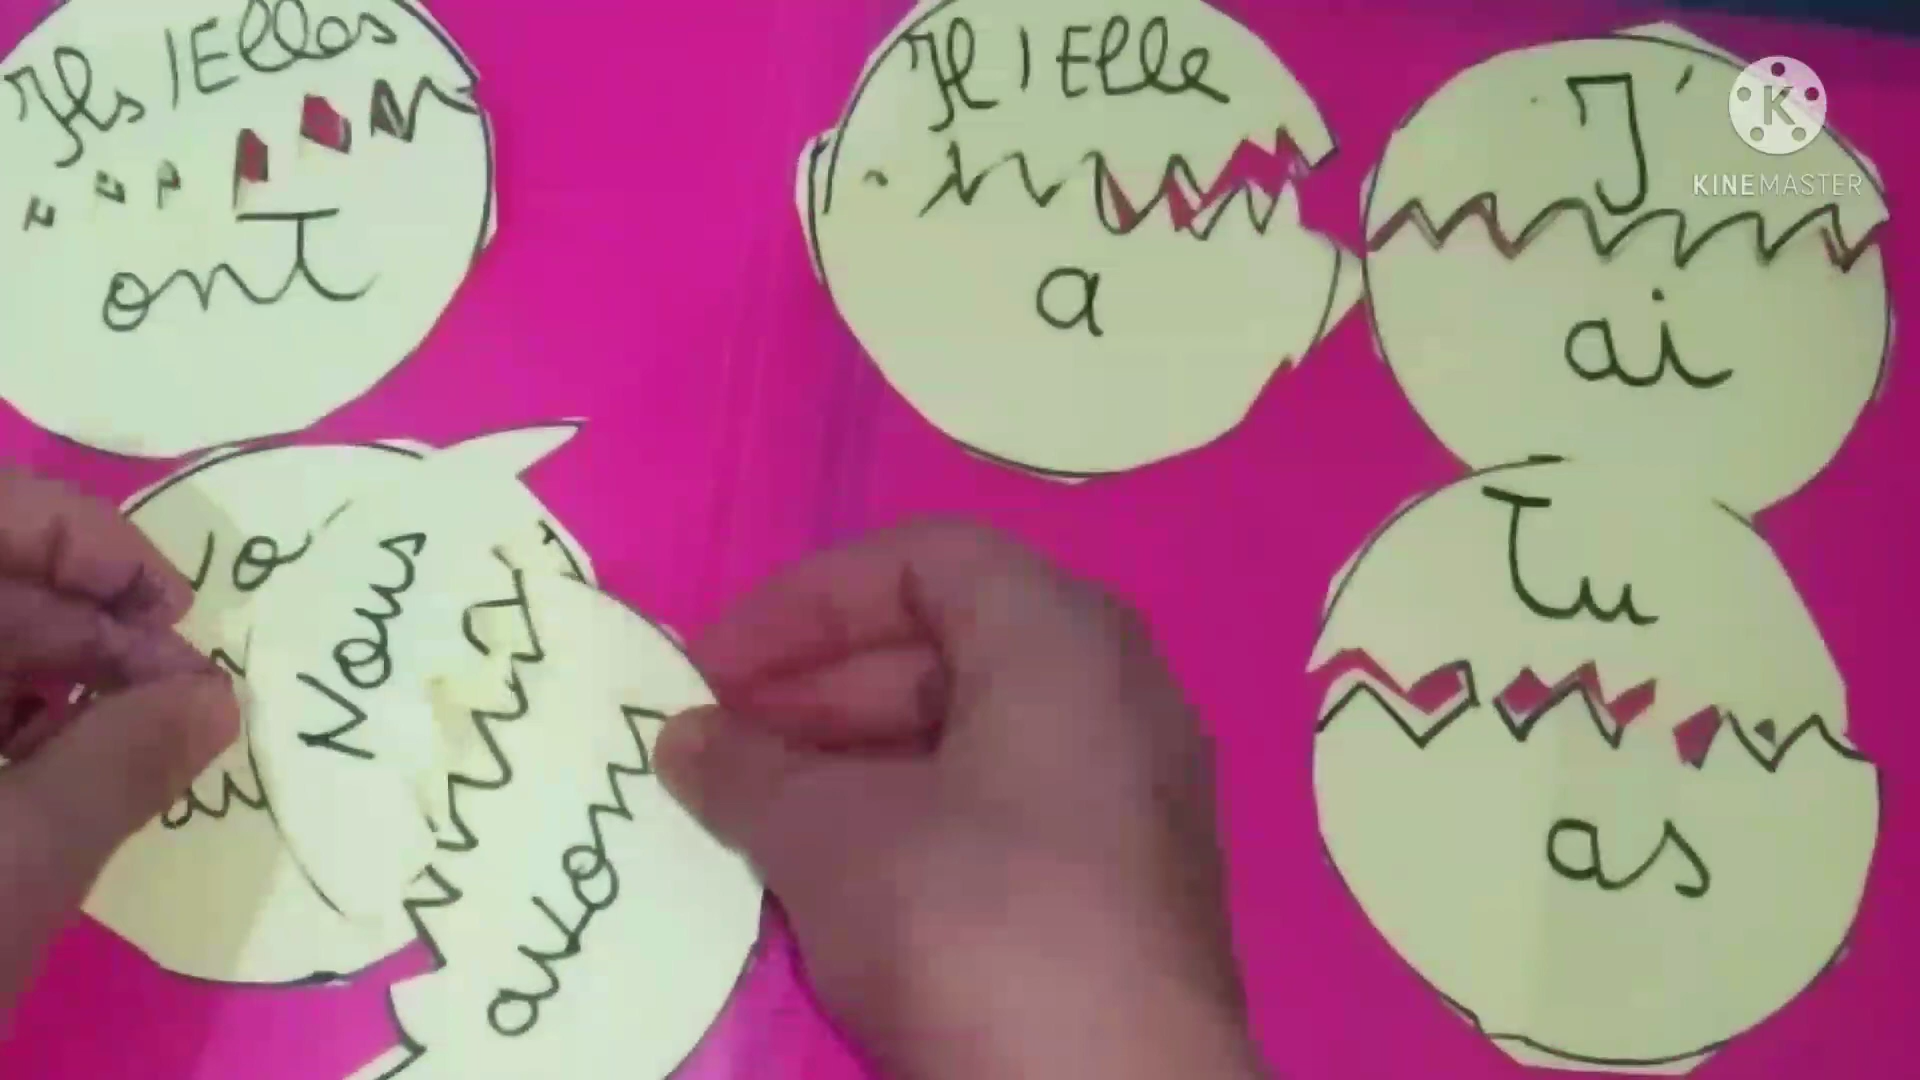 Ils / Elles
ont
Il / Elle
a
J'
ai
KINEMASTER
Nous
avons
Tu
as